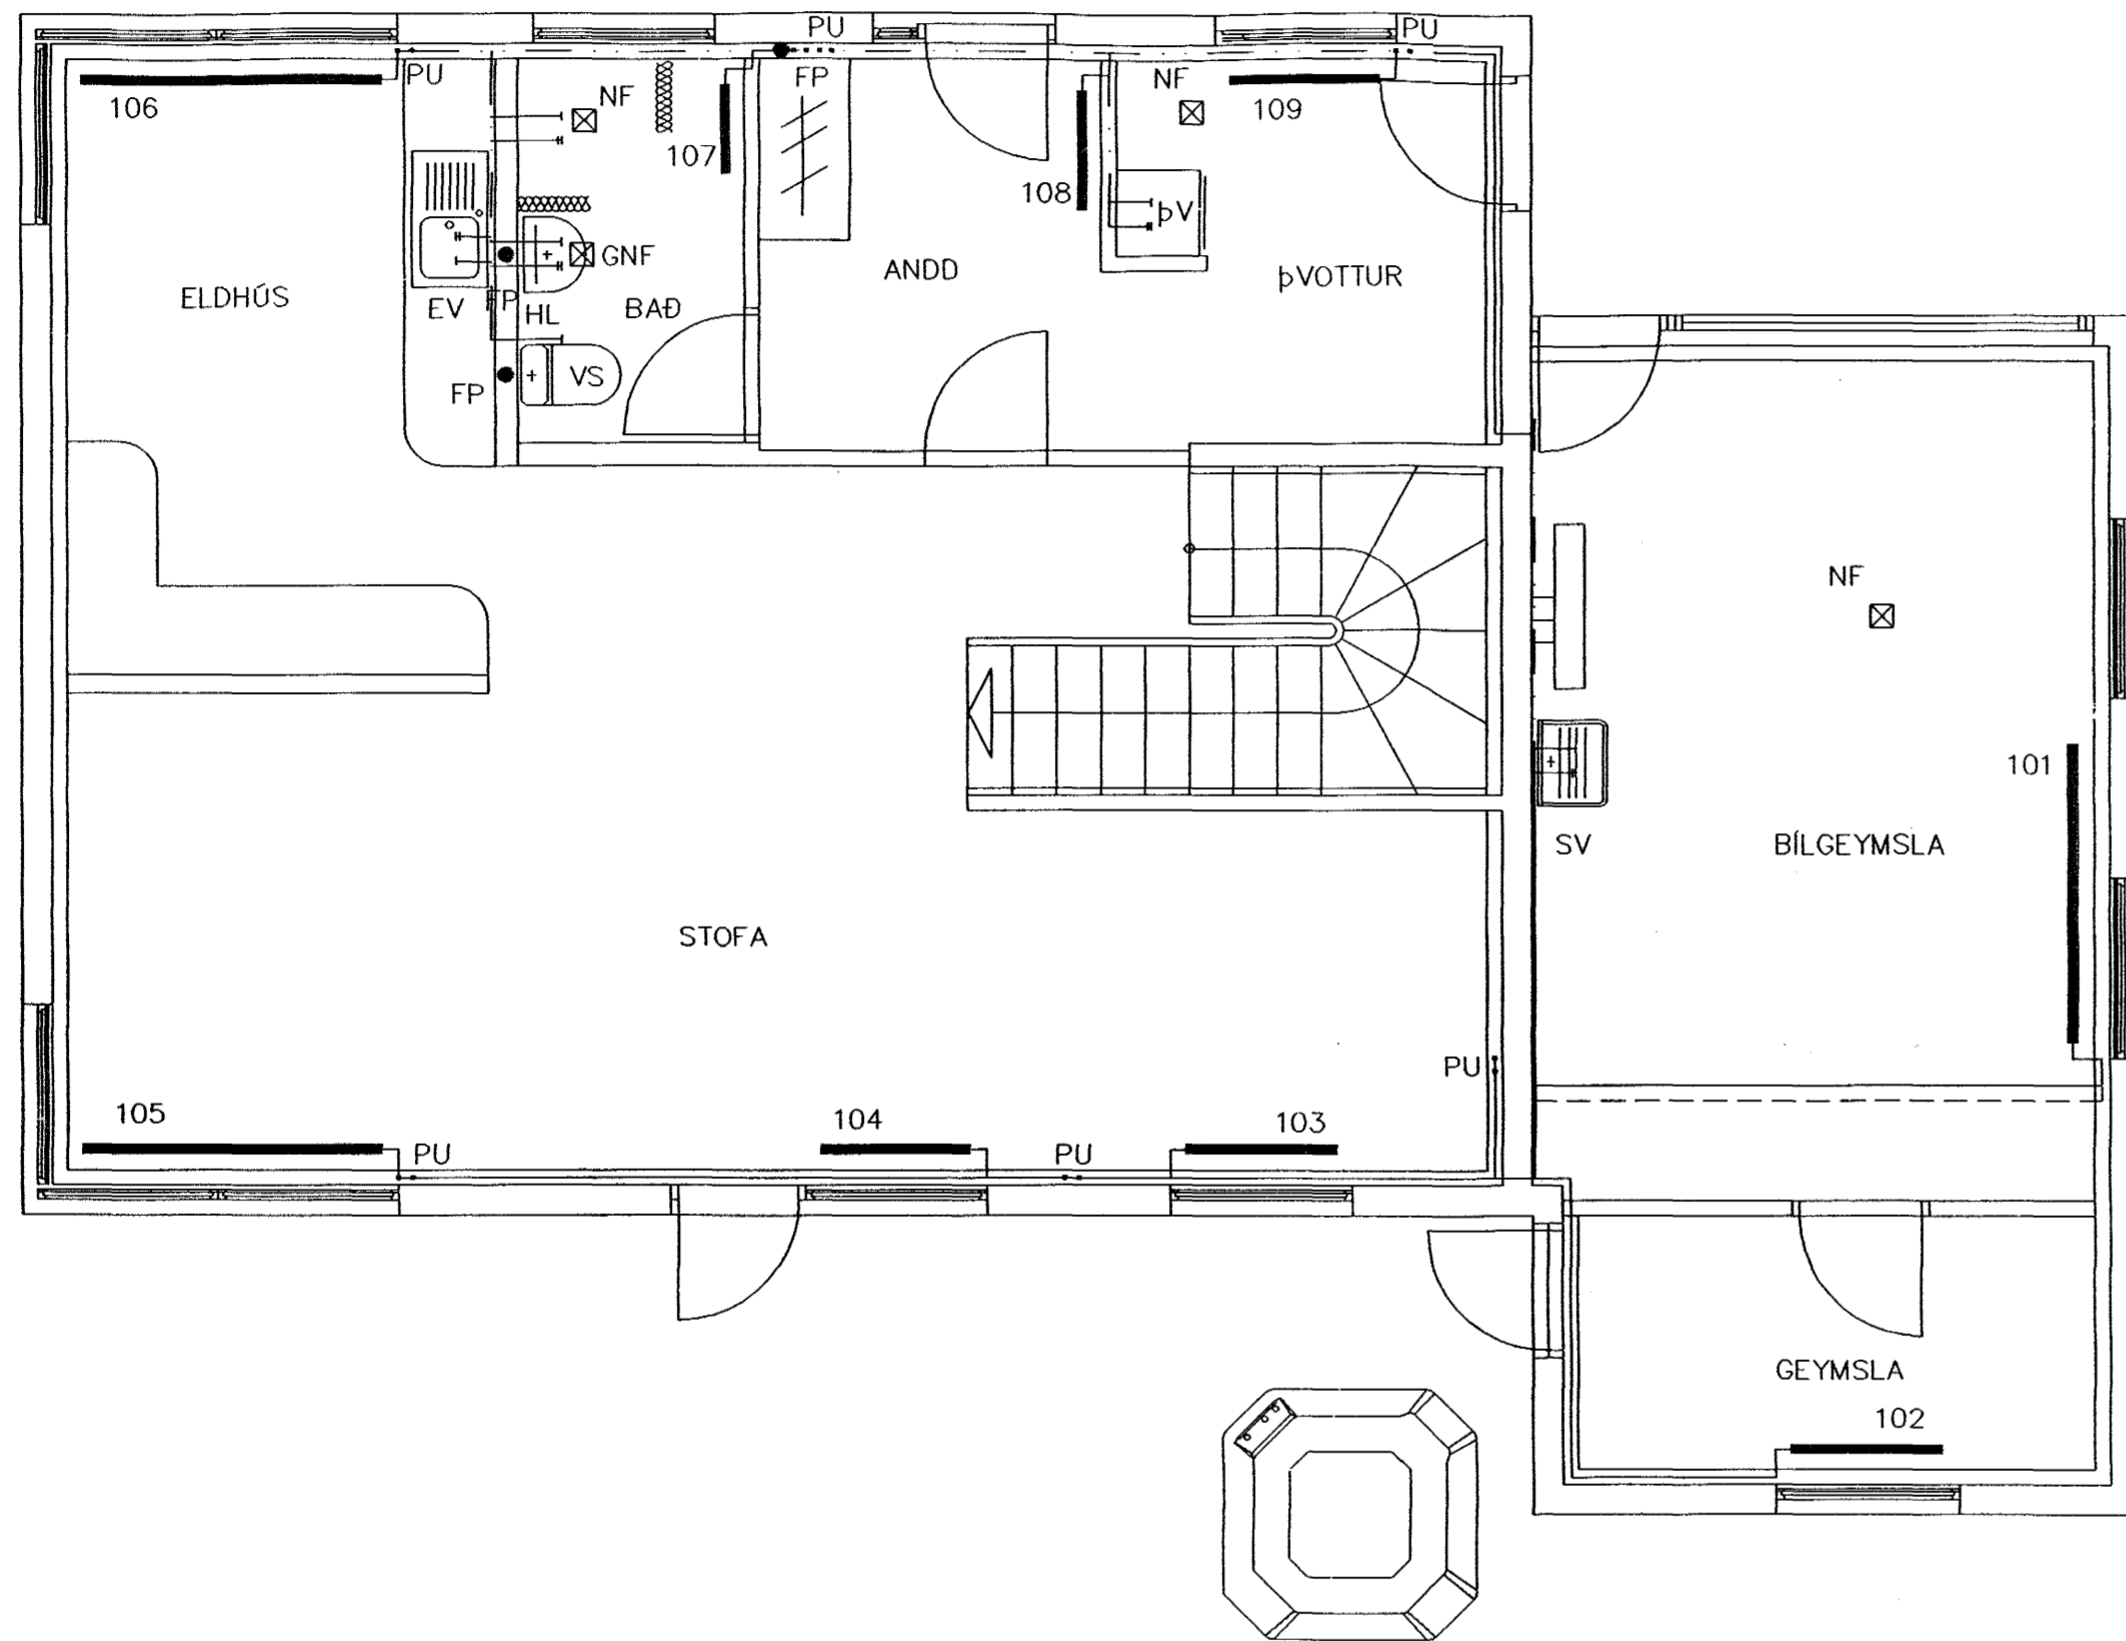 PU
PU
PU
FP
NF
NF
106
109
107
108
þV
GNF
ANDD
þVOTTUR
ELDHÚS
EV
FP
HL
BAÐ
VS
FP
NF
101
SV
BÍLGEYMSLA
STOFA
PU
105
104
103
PU
PU
GEYMSLA
102